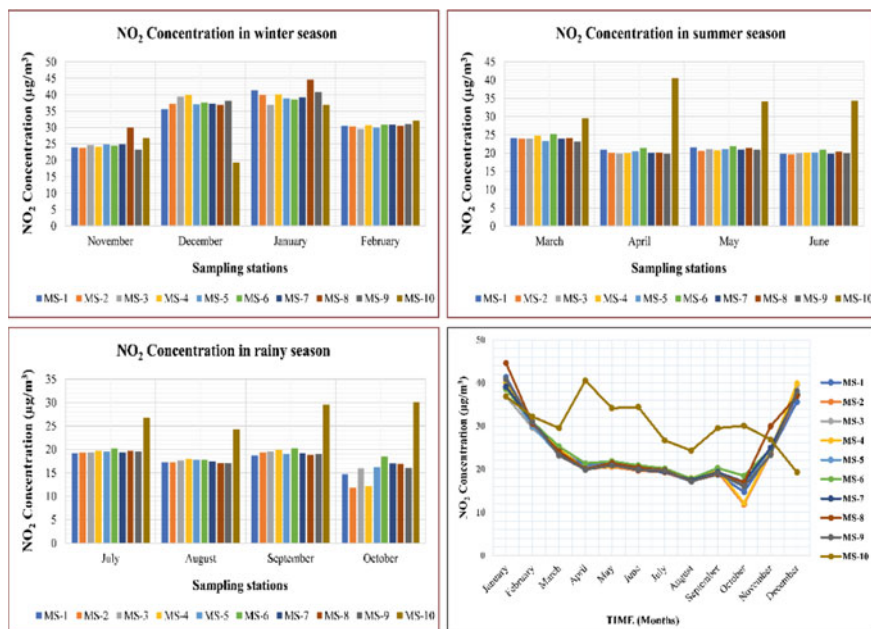 NO₂ Concentration in winter season
NO₂ Concentration (µg/m³)
50
45
40
35
30
25
20
15
10
5
0
November December January February
Sampling stations
MS-1 MS-2 MS-3 MS-4 MS-5 MS-6 MS-7 MS-8 MS-9 MS-10
NO₂ Concentration in summer season
NO₂ Concentration (µg/m³)
45
40
35
30
25
20
15
10
5
0
March April May June
Sampling stations
MS-1 MS-2 MS-3 MS-4 MS-5 MS-6 MS-7 MS-8 MS-9 MS-10
NO₂ Concentration in rainy season
NO₂ Concentration (µg/m³)
35
30
25
20
15
10
5
0
July August September October
Sampling stations
MS-1 MS-2 MS-3 MS-4 MS-5 MS-6 MS-7 MS-8 MS-9 MS-10
NO₂ Concentration (µg/m³)
50
40
30
20
10
0
January February March April May June July August September October November December
TIME (Months)
MS-1
MS-2
MS-3
MS-4
MS-5
MS-6
MS-7
MS-8
MS-9
MS-10